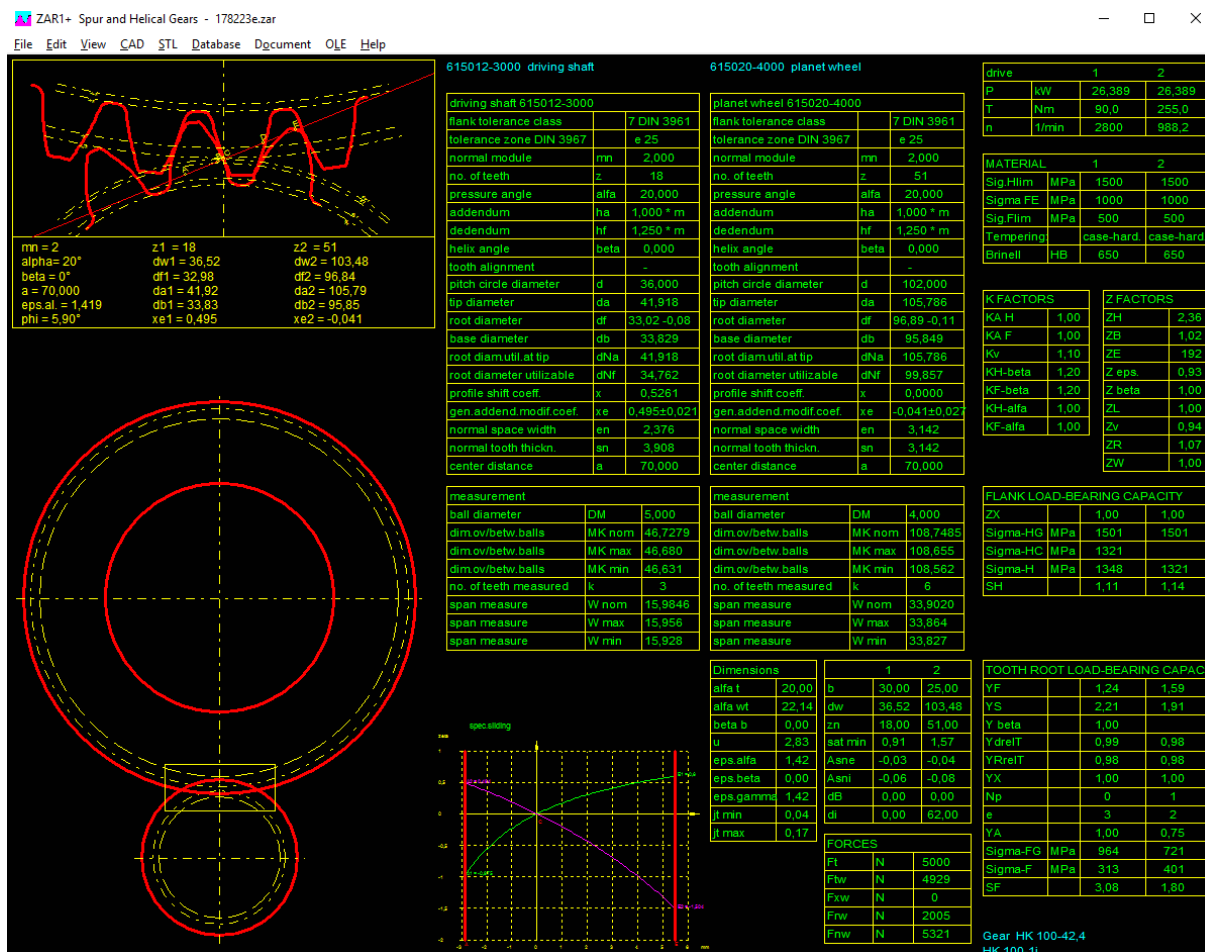 ZAR1+ Spur and Helical Gears - 178223e.zar
File Edit View CAD STL Database Document OLE Help
mn = 2 z1 = 18 z2 = 51
alpha= 20° dw1 = 36,52 dw2 = 103,48
beta = 0° df1 = 32,98 df2 = 96,84
a = 70,000 da1 = 41,92 da2 = 105,79
eps.al. = 1,419 db1 = 33,83 db2 = 95,85
phi = 5,90° xe1 = 0,495 xe2 = -0,041
615012-3000 driving shaft
driving shaft 615012-3000
flank tolerance class 7 DIN 3961
tolerance zone DIN 3967 e 25
normal module mn 2,000
no. of teeth z 18
pressure angle alfa 20,000
addendum ha 1,000 * m
dedendum hf 1,250 * m
helix angle beta 0,000
tooth alignment -
pitch circle diameter d 36,000
tip diameter da 41,918
root diameter df 33,02 -0,08
base diameter db 33,829
root diam.util.at tip dNa 41,918
root diameter utilizable dNf 34,762
profile shift coeff. x 0,5261
gen.addend.modif.coef. xe 0,495±0,021
normal space width en 2,376
normal tooth thickn. sn 3,908
center distance a 70,000
measurement
ball diameter DM 5,000
dim.ov/betw.balls MK nom 46,7279
dim.ov/betw.balls MK max 46,680
dim.ov/betw.balls MK min 46,631
no. of teeth measured k 3
span measure W nom 15,9846
span measure W max 15,956
span measure W min 15,928
615020-4000 planet wheel
planet wheel 615020-4000
flank tolerance class 7 DIN 3961
tolerance zone DIN 3967 e 25
normal module mn 2,000
no. of teeth z 51
pressure angle alfa 20,000
addendum ha 1,000 * m
dedendum hf 1,250 * m
helix angle beta 0,000
tooth alignment -
pitch circle diameter d 102,000
tip diameter da 105,786
root diameter df 96,89 -0,11
base diameter db 95,849
root diam.util.at tip dNa 105,786
root diameter utilizable dNf 99,857
profile shift coeff. x 0,0000
gen.addend.modif.coef. xe -0,041±0,027
normal space width en 3,142
normal tooth thickn. sn 3,142
center distance a 70,000
measurement
ball diameter DM 4,000
dim.ov/betw.balls MK nom 108,7485
dim.ov/betw.balls MK max 108,655
dim.ov/betw.balls MK min 108,562
no. of teeth measured k 6
span measure W nom 33,9020
span measure W max 33,864
span measure W min 33,827
drive 1 2
P kW 26,389 26,389
T Nm 90,0 255,0
n 1/min 2800 988,2
MATERIAL 1 2
Sig.Hlim MPa 1500 1500
Sigma FE MPa 1000 1000
Sig.Flim MPa 500 500
Tempering: case-hard. case-hard
Brinell HB 650 650
K FACTORS
KA H 1,00
KA F 1,00
Kv 1,10
KH-beta 1,20
KF-beta 1,20
KH-alfa 1,00
KF-alfa 1,00
Z FACTORS
ZH 2,36
ZB 1,02
ZE 192
Z eps. 0,93
Z beta 1,00
ZL 1,00
Zv 0,94
ZR 1,07
ZW 1,00
FLANK LOAD-BEARING CAPACITY
ZX 1,00 1,00
Sigma-HG MPa 1501 1501
Sigma-HC MPa 1321
Sigma-H MPa 1348 1321
SH 1,11 1,14
spec.sliding
mm
Dimensions
alfa t 20,00
alfa wt 22,14
beta b 0,00
u 2,83
eps.alfa 1,42
eps.beta 0,00
eps.gamma 1,42
jt min 0,04
jt max 0,17
1 2
b 30,00 25,00
dw 36,52 103,48
zn 18,00 51,00
sat min 0,91 1,57
Asne -0,03 -0,04
Asni -0,06 -0,08
dB 0,00 0,00
di 0,00 62,00
FORCES
Ft N 5000
Ftw N 4929
Fxw N 0
Frw N 2005
Fnw N 5321
TOOTH ROOT LOAD-BEARING CAPAC
YF 1,24 1,59
YS 2,21 1,91
Y beta 1,00
YdrelT 0,99 0,98
YRrelT 0,98 0,98
YX 1,00 1,00
Np 0 1
e 3 2
YA 1,00 0,75
Sigma-FG MPa 964 721
Sigma-F MPa 313 401
SF 3,08 1,80
Gear HK 100-42,4
HK 100-1i